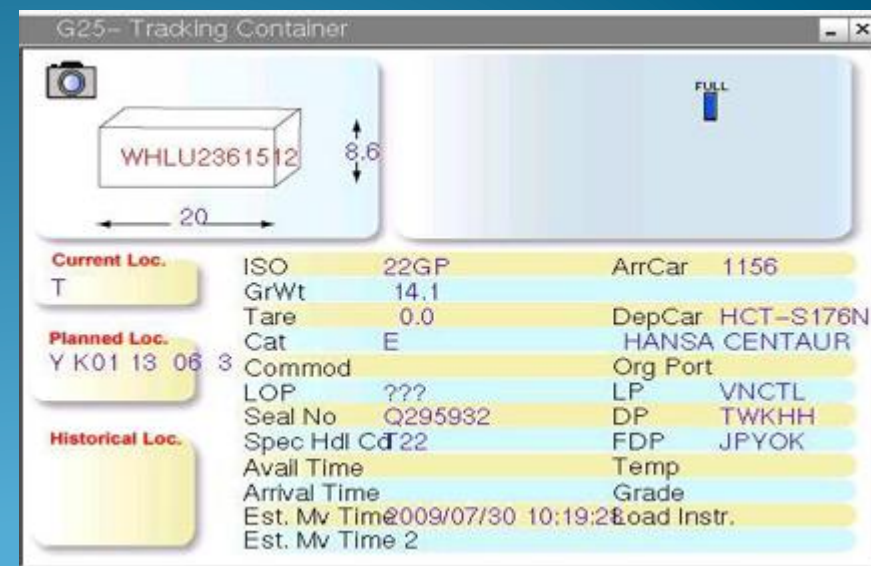 G25- Tracking Container
FULL
WHLU2361512
8.6
20
Current Loc.
T
Planned Loc.
Y K01 13 06 3
Historical Loc.
ISO 22GP ArrCar 1156
GrWt 14.1
Tare 0.0 DepCar HCT-S176N
Cat E HANSA CENTAUR
Commod Org Port
LOP ??? LP VNCTL
Seal No Q295932 DP TWKHH
Spec Hdl Cd T22 FDP JPYOK
Avail Time Temp
Arrival Time Grade
Est. Mv Time 2009/07/30 10:19:28 Load Instr.
Est. Mv Time 2